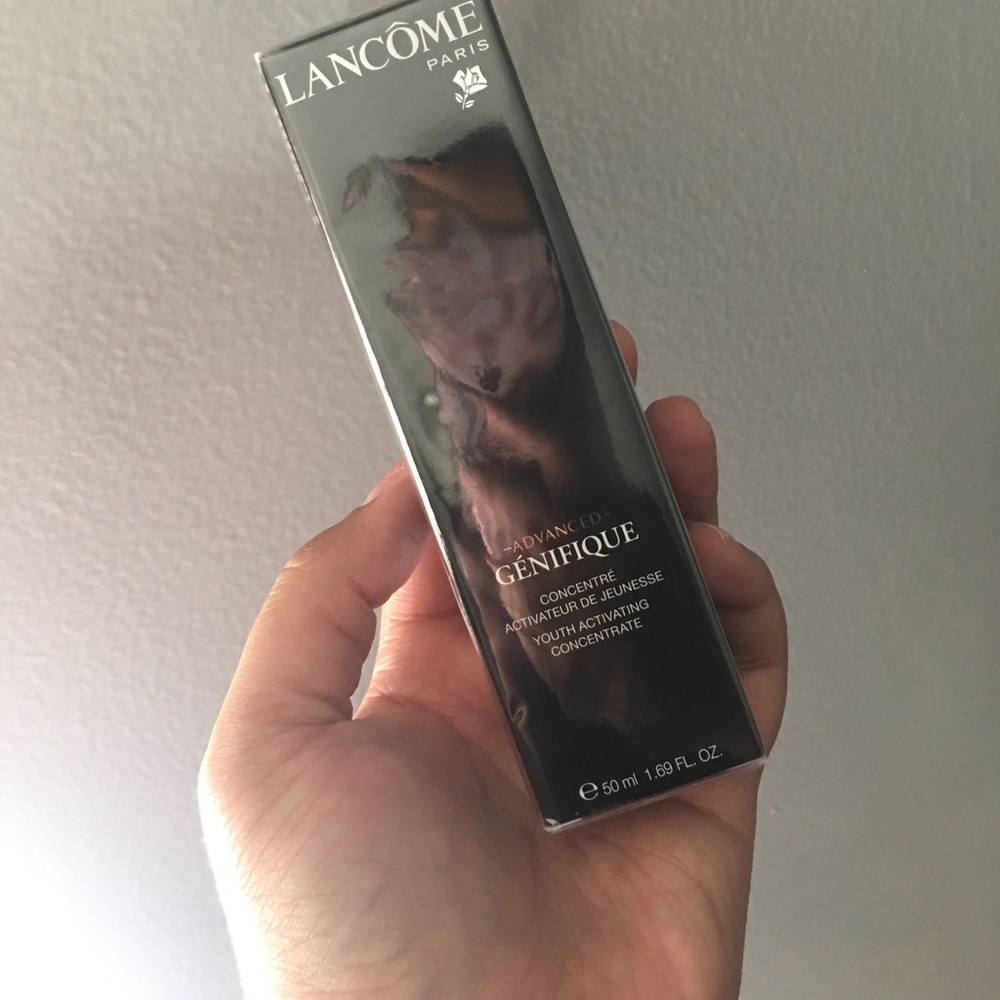 LANCÔME
PARIS
–ADVANCED–
GÉNIFIQUE
CONCENTRÉ
ACTIVATEUR DE JEUNESSE
YOUTH ACTIVATING
CONCENTRATE
℮ 50 ml 1.69 FL. OZ.